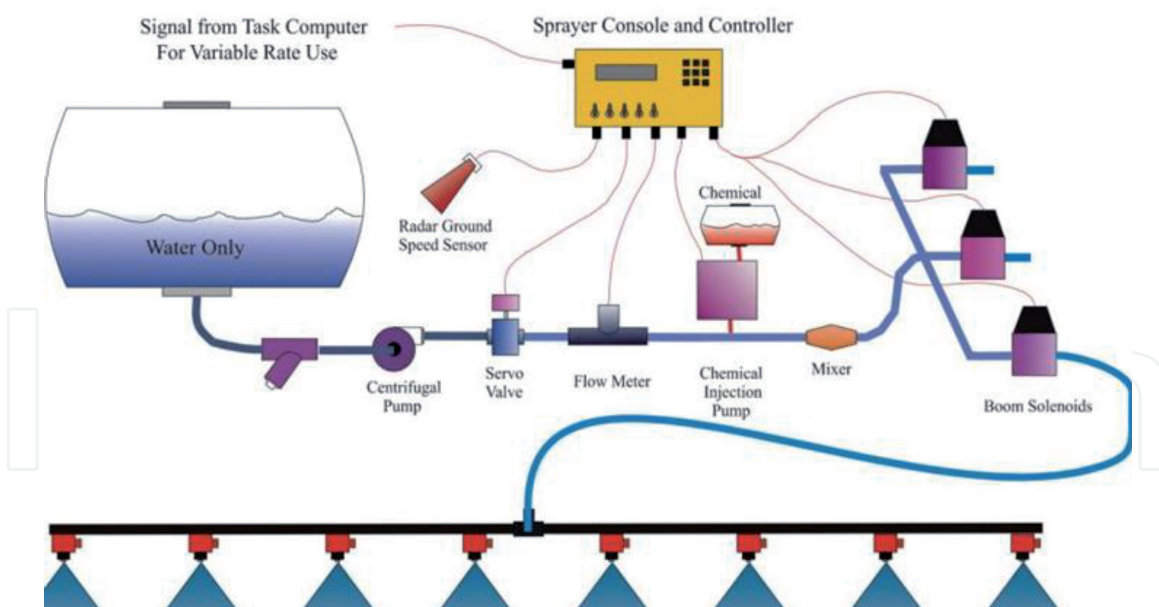 Signal from Task Computer
For Variable Rate Use
Sprayer Console and Controller
Water Only
Radar Ground
Speed Sensor
Chemical
Centrifugal
Pump
Servo
Valve
Flow Meter
Chemical
Injection
Pump
Mixer
Boom Solenoids